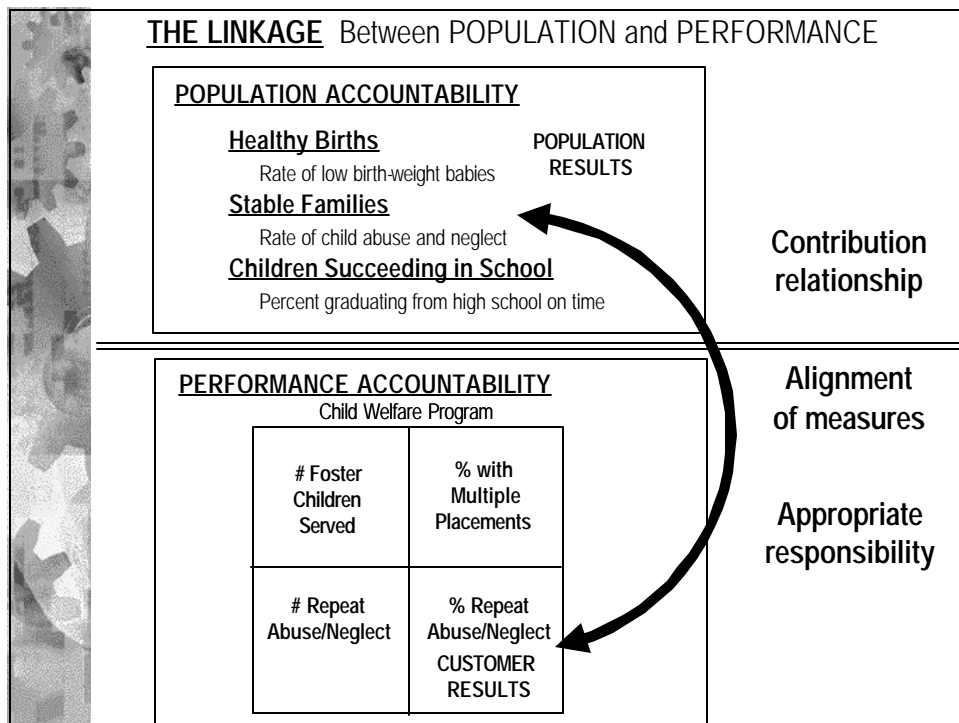 THE LINKAGE Between POPULATION and PERFORMANCE
POPULATION ACCOUNTABILITY
Healthy Births
Rate of low birth-weight babies
Stable Families
Rate of child abuse and neglect
Children Succeeding in School
Percent graduating from high school on time
POPULATION
RESULTS
Contribution
relationship
PERFORMANCE ACCOUNTABILITY
Child Welfare Program
# Foster
Children
Served
% with
Multiple
Placements
# Repeat
Abuse/Neglect
% Repeat
Abuse/Neglect
CUSTOMER
RESULTS
Alignment
of measures
Appropriate
responsibility